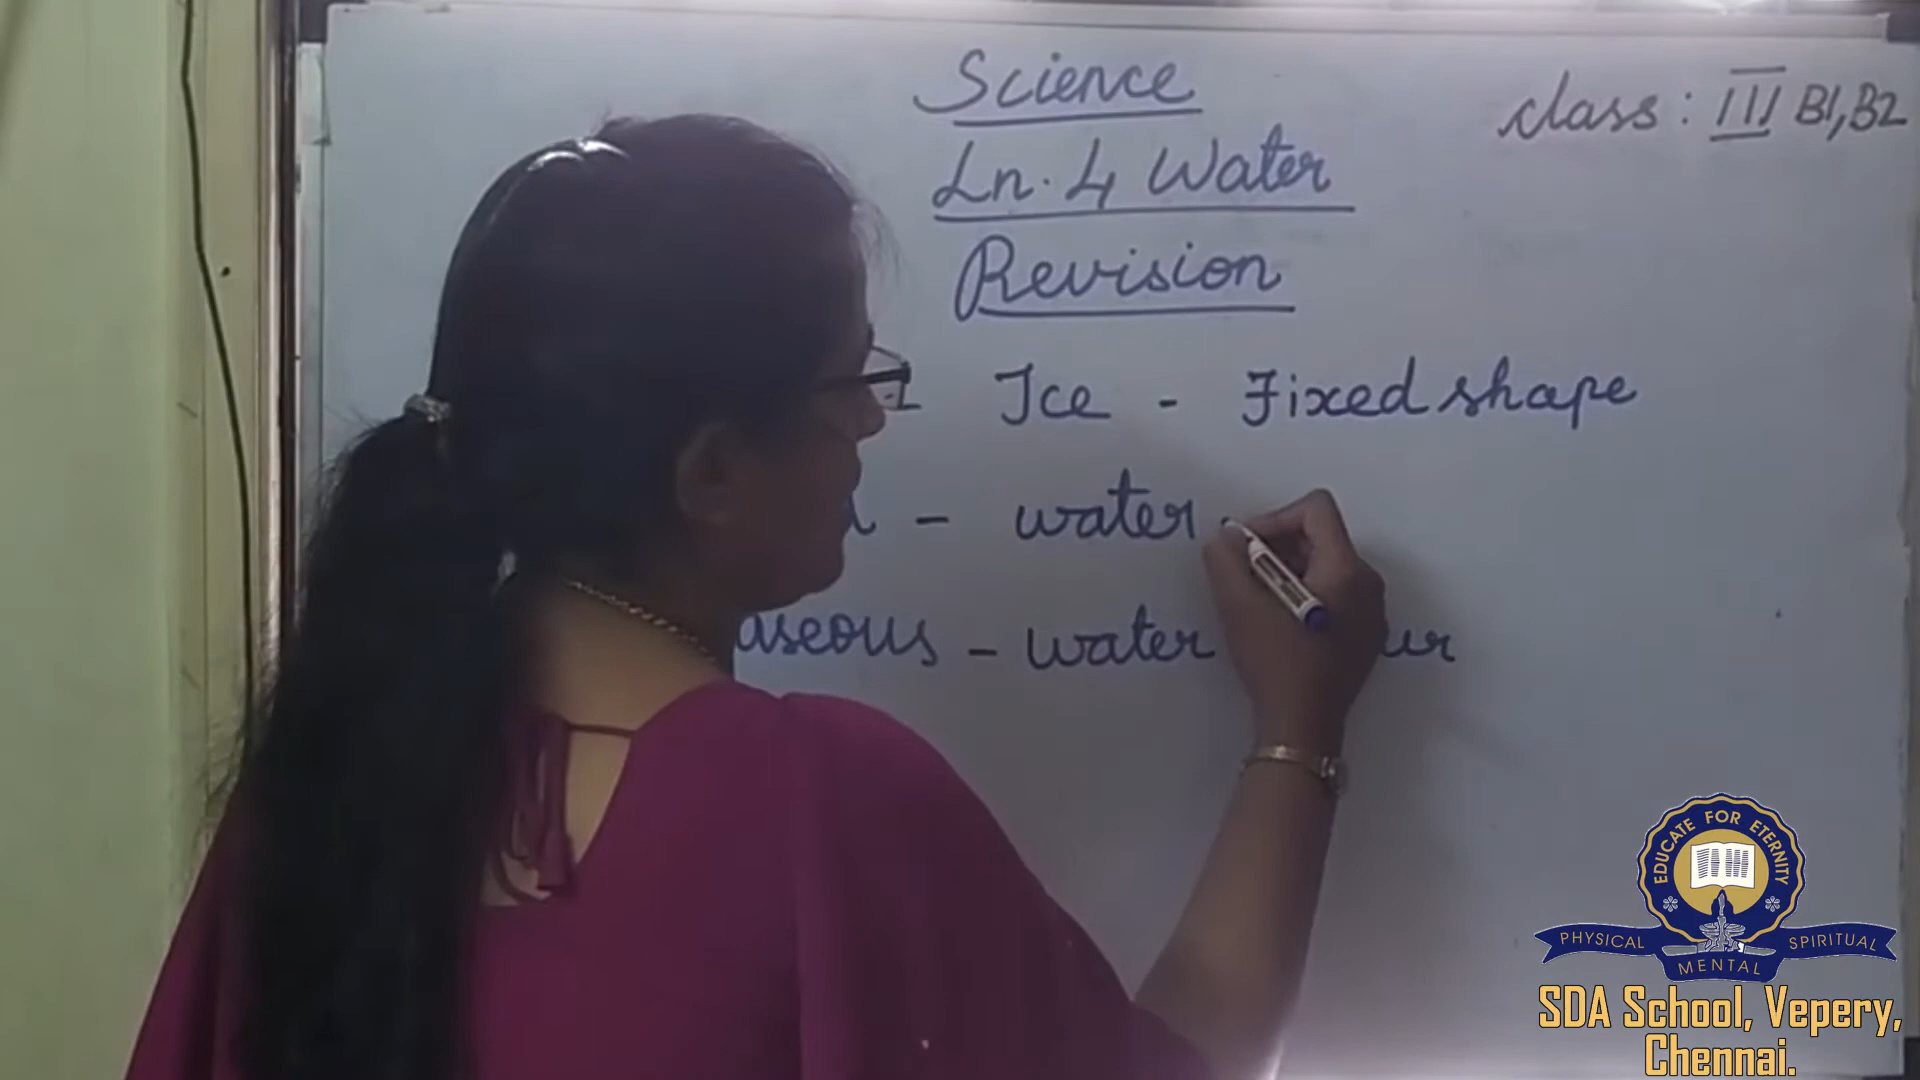 Science
class : III B1, B2
Ln. 4 Water
Revision
Ice - Fixed shape
- water -
aseous - water
EDUCATE FOR ETERNITY
PHYSICAL MENTAL SPIRITUAL
SDA School, Vepery,
Chennai.